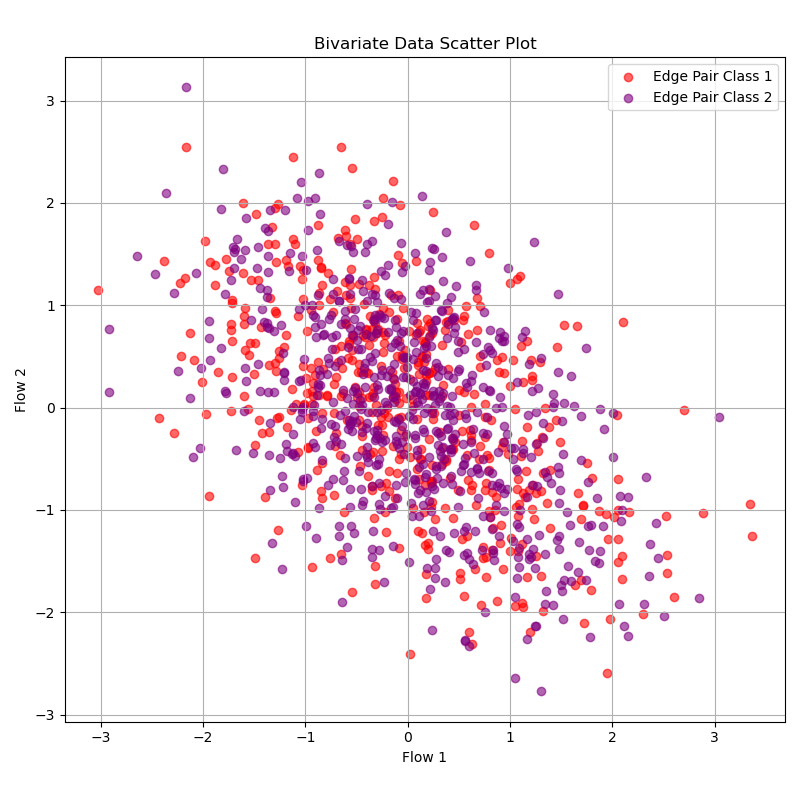 Bivariate Data Scatter Plot
Edge Pair Class 1
Edge Pair Class 2
3
2
1
0
−1
−2
−3
Flow 2
−3
−2
−1
0
1
2
3
Flow 1